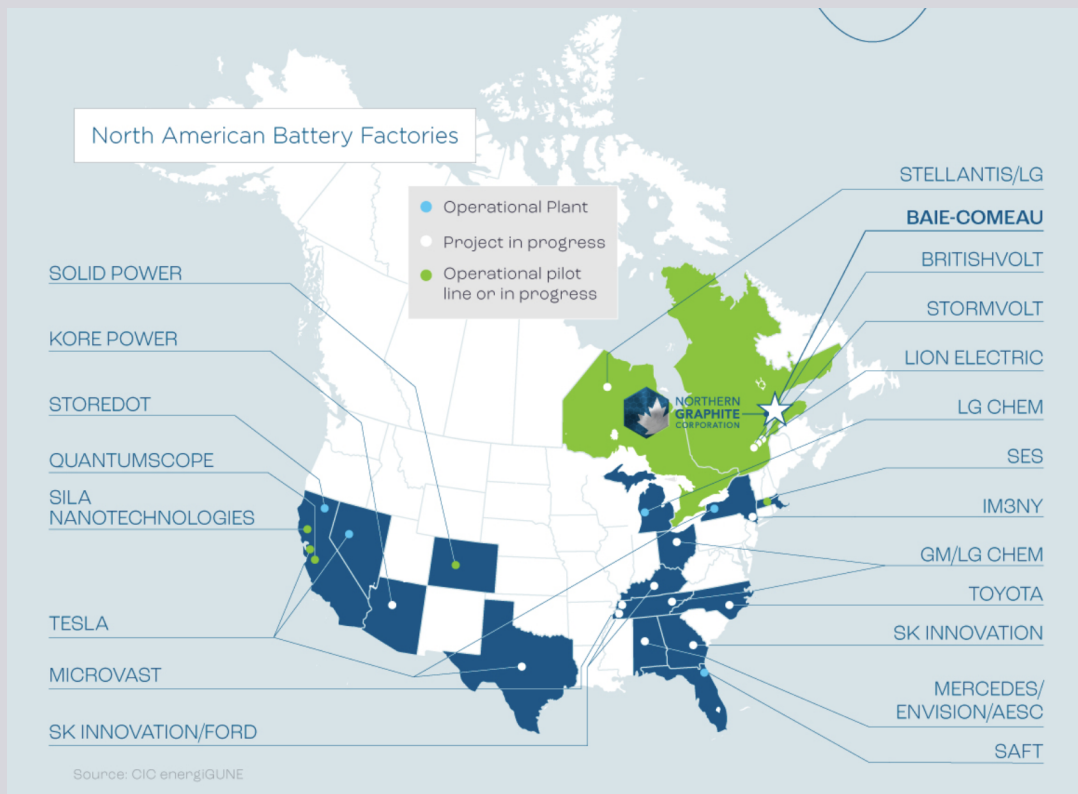 North American Battery Factories
Operational Plant
Project in progress
Operational pilot
line or in progress
SOLID POWER
KORE POWER
STOREDOT
QUANTUMSCOPE
SILA
NANOTECHNOLOGIES
TESLA
MICROVAST
SK INNOVATION/FORD
NORTHERN
GRAPHITE
CORPORATION
STELLANTIS/LG
BAIE-COMEAU
BRITISHVOLT
STORMVOLT
LION ELECTRIC
LG CHEM
SES
IM3NY
GM/LG CHEM
TOYOTA
SK INNOVATION
MERCEDES/
ENVISION/AESC
SAFT
Source: CIC energiGUNE